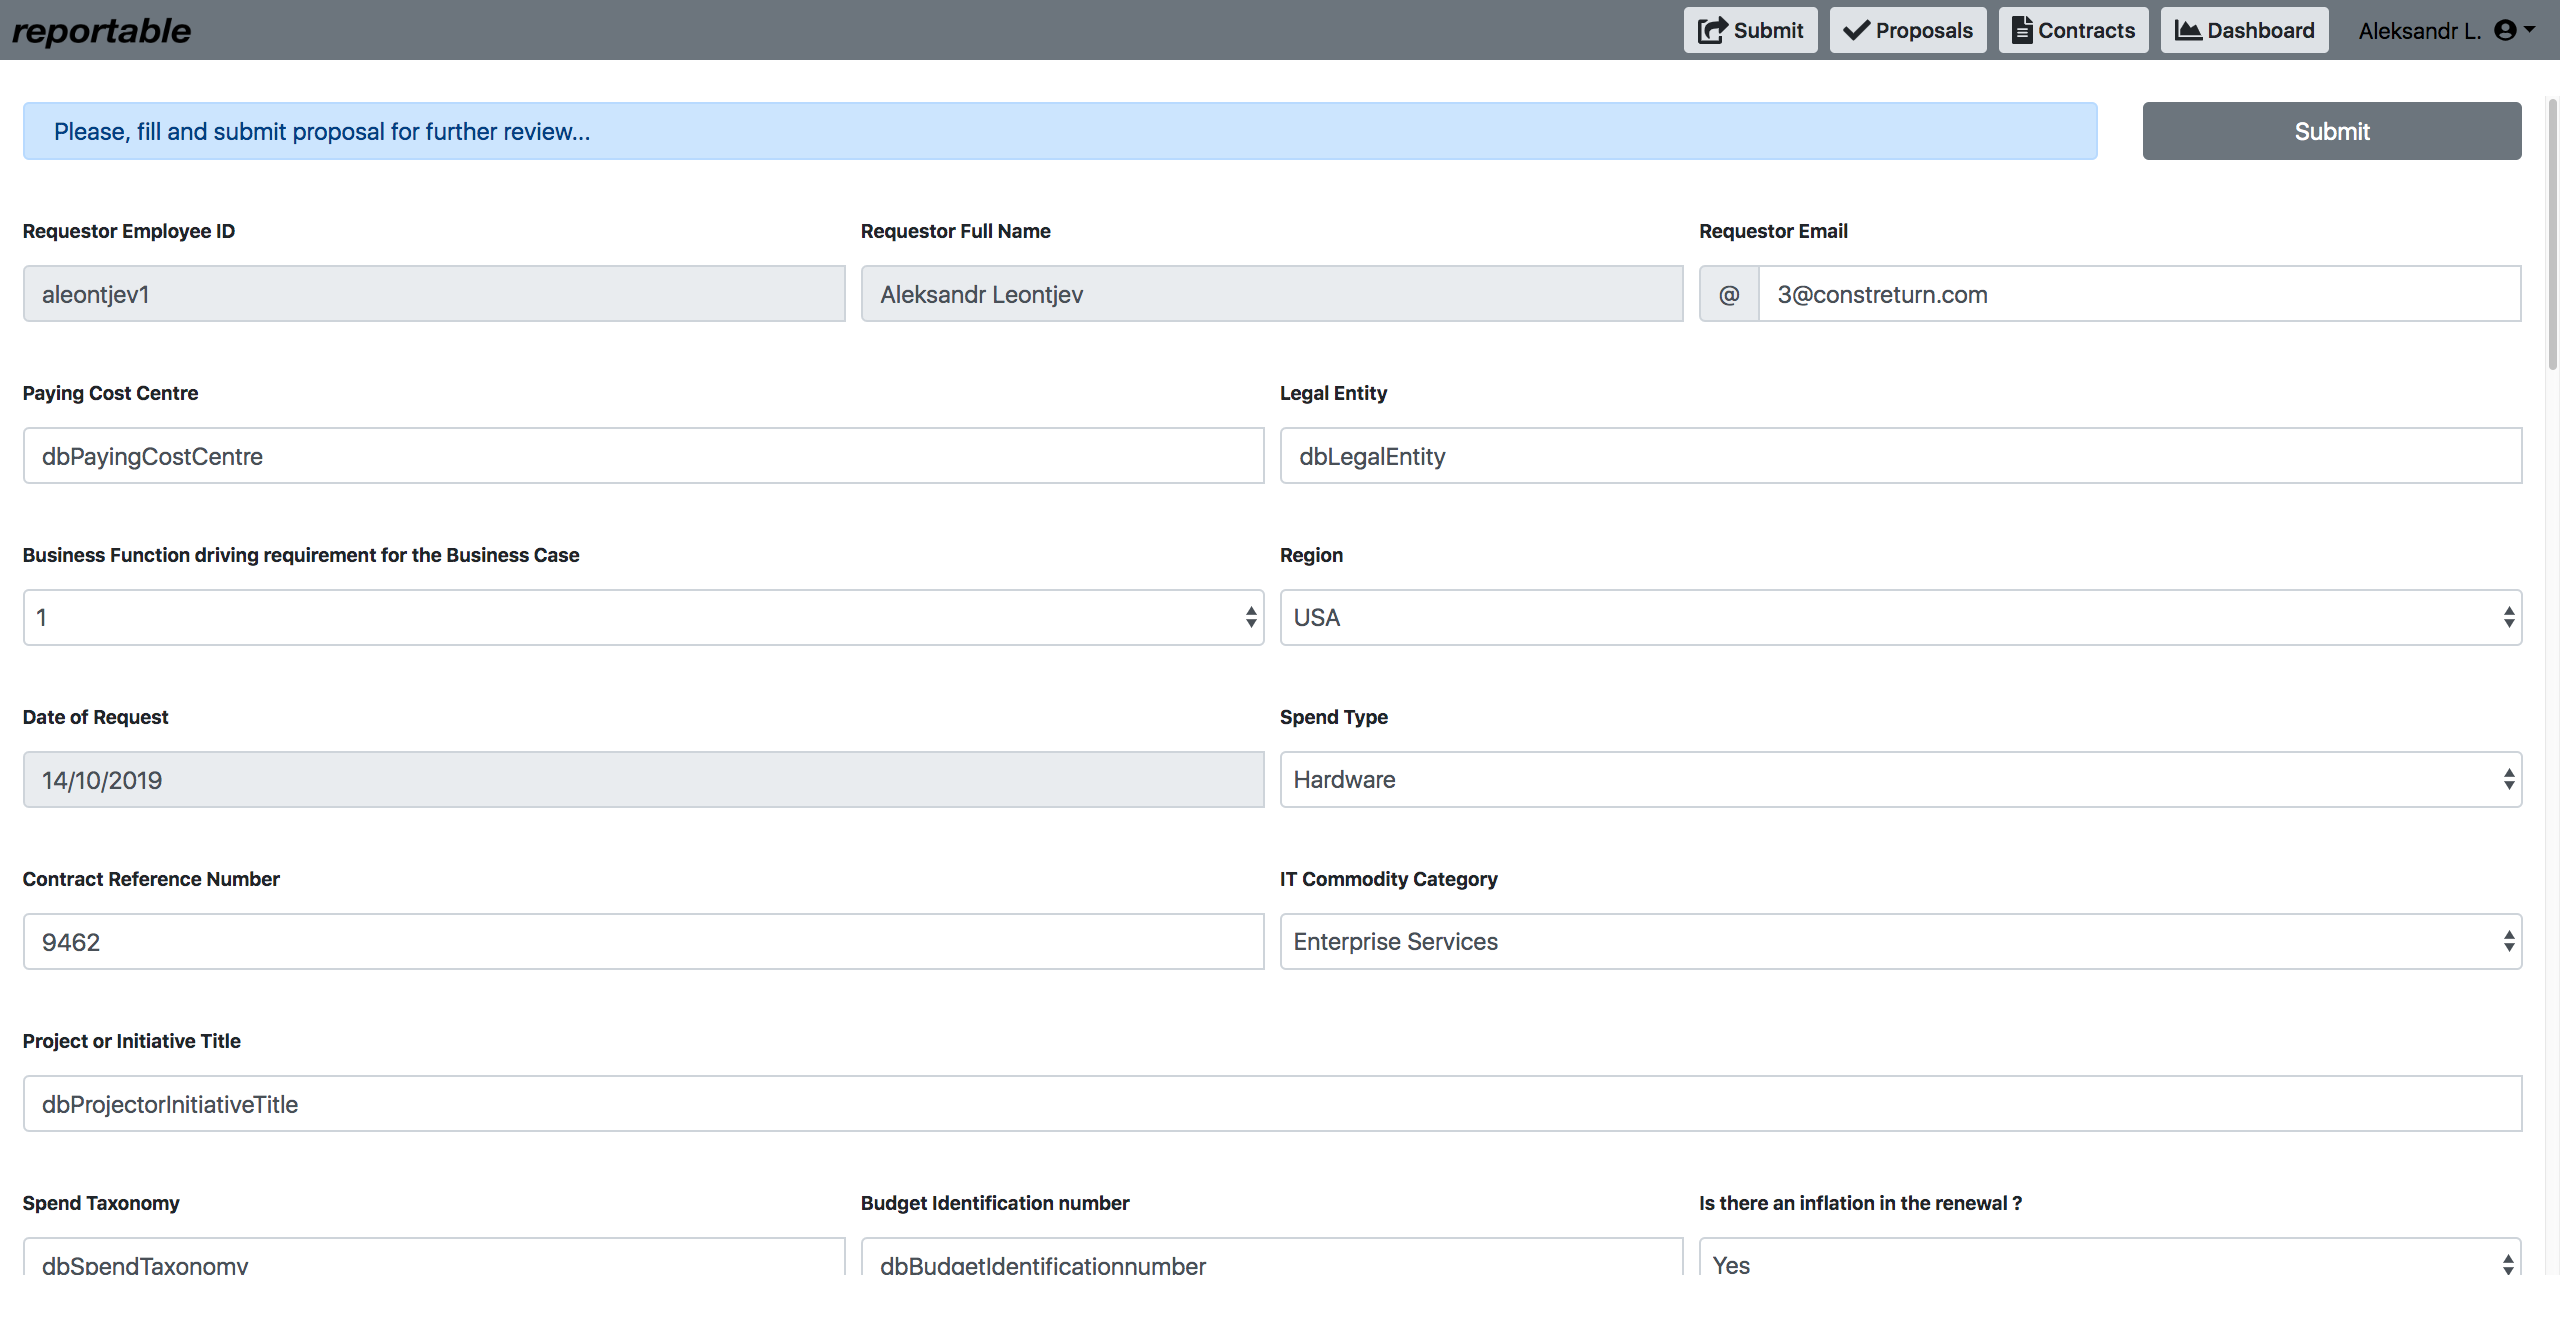 reportable Submit Proposals Contracts Dashboard Aleksandr L.
Please, fill and submit proposal for further review... Submit
Requestor Employee ID Requestor Full Name Requestor Email
aleontjev1 Aleksandr Leontjev @ 3@constreturn.com
Paying Cost Centre Legal Entity
dbPayingCostCentre dbLegalEntity
Business Function driving requirement for the Business Case Region
1 USA
Date of Request Spend Type
14/10/2019 Hardware
Contract Reference Number IT Commodity Category
9462 Enterprise Services
Project or Initiative Title
dbProjectorInitiativeTitle
Spend Taxonomy Budget Identification number Is there an inflation in the renewal ?
dbSpendTaxonomy dbBudgetIdentificationnumber Yes